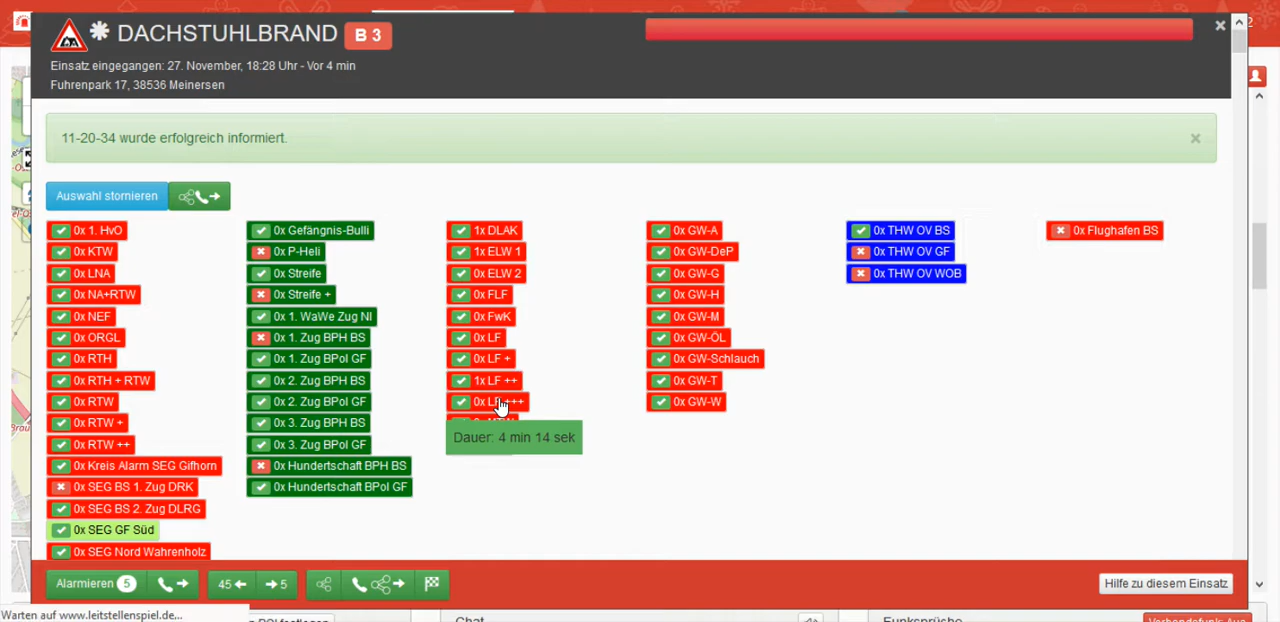 DACHSTUHLBRAND B 3
Einsatz eingegangen: 27. November, 18:28 Uhr - Vor 4 min
Fuhrenpark 17, 38536 Meinersen
11-20-34 wurde erfolgreich informiert.
Auswahl stornieren
0x 1. HvO
0x KTW
0x LNA
0x NA+RTW
0x NEF
0x ORGL
0x RTH
0x RTH + RTW
0x RTW
0x RTW +
0x RTW ++
0x Kreis Alarm SEG Gifhorn
0x SEG BS 1. Zug DRK
0x SEG BS 2. Zug DLRG
0x SEG GF Süd
0x SEG Nord Wahrenholz
0x Gefängnis-Bulli
0x P-Heli
0x Streife
0x Streife +
0x 1. WaWe Zug NI
0x 1. Zug BPH BS
0x 1. Zug BPol GF
0x 2. Zug BPH BS
0x 2. Zug BPol GF
0x 3. Zug BPH BS
0x 3. Zug BPol GF
0x Hundertschaft BPH BS
0x Hundertschaft BPol GF
1x DLAK
1x ELW 1
0x ELW 2
0x FLF
0x FwK
0x LF
0x LF +
1x LF ++
0x LF +++
Dauer: 4 min 14 sek
0x GW-A
0x GW-DeP
0x GW-G
0x GW-H
0x GW-M
0x GW-ÖL
0x GW-Schlauch
0x GW-T
0x GW-W
0x THW OV BS
0x THW OV GF
0x THW OV WOB
0x Flughafen BS
Alarmieren 5
45
5
Hilfe zu diesem Einsatz
Warten auf www.leitstellenspiel.de...
Chat